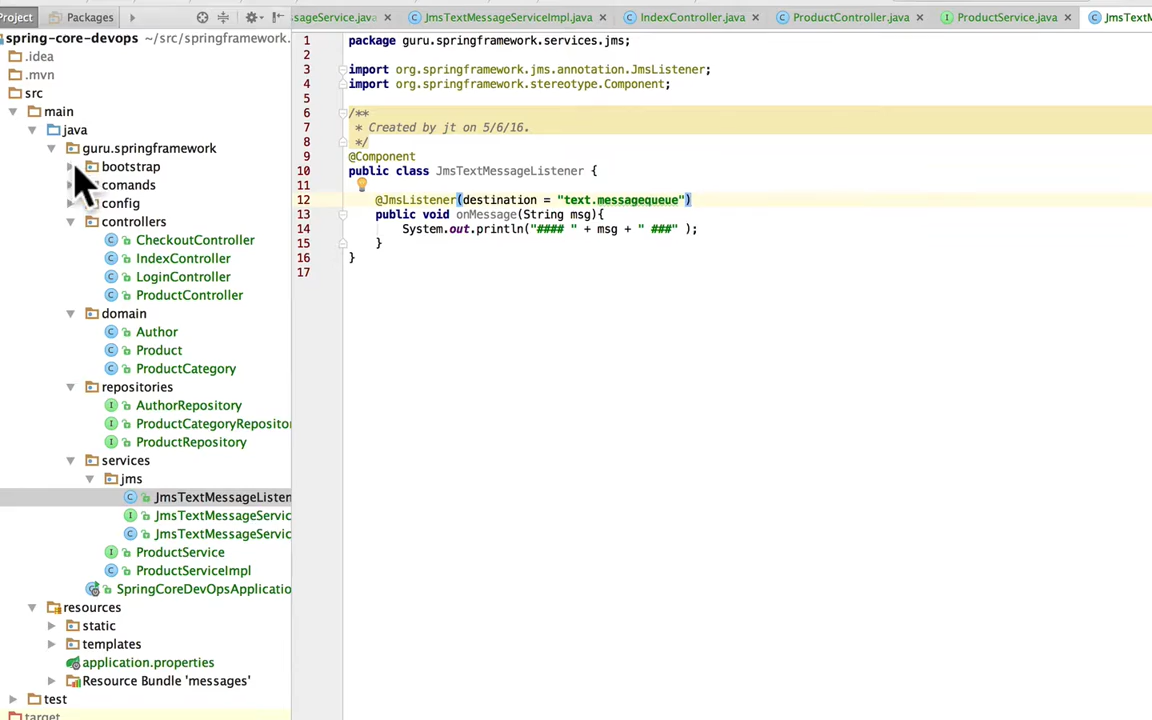 Project
Packages
ssageService.java
JmsTextMessageServiceImpl.java
IndexController.java
ProductController.java
ProductService.java
JmsTextM
spring-core-devops ~/src/springframework.
.idea
.mvn
src
main
java
guru.springframework
bootstrap
comands
config
controllers
CheckoutController
IndexController
LoginController
ProductController
domain
Author
Product
ProductCategory
repositories
AuthorRepository
ProductCategoryRepositor
ProductRepository
services
jms
JmsTextMessageListen
JmsTextMessageServic
JmsTextMessageServic
ProductService
ProductServiceImpl
SpringCoreDevOpsApplicatio
resources
static
templates
application.properties
Resource Bundle 'messages'
test
target
1 package guru.springframework.services.jms;
2
3 import org.springframework.jms.annotation.JmsListener;
4 import org.springframework.stereotype.Component;
5
6 /**
7 * Created by jt on 5/6/16.
8 */
9 @Component
10 public class JmsTextMessageListener {
11
12 @JmsListener(destination = "text.messagequeue")
13 public void onMessage(String msg){
14 System.out.println("#### " + msg + " ###" );
15 }
16 }
17